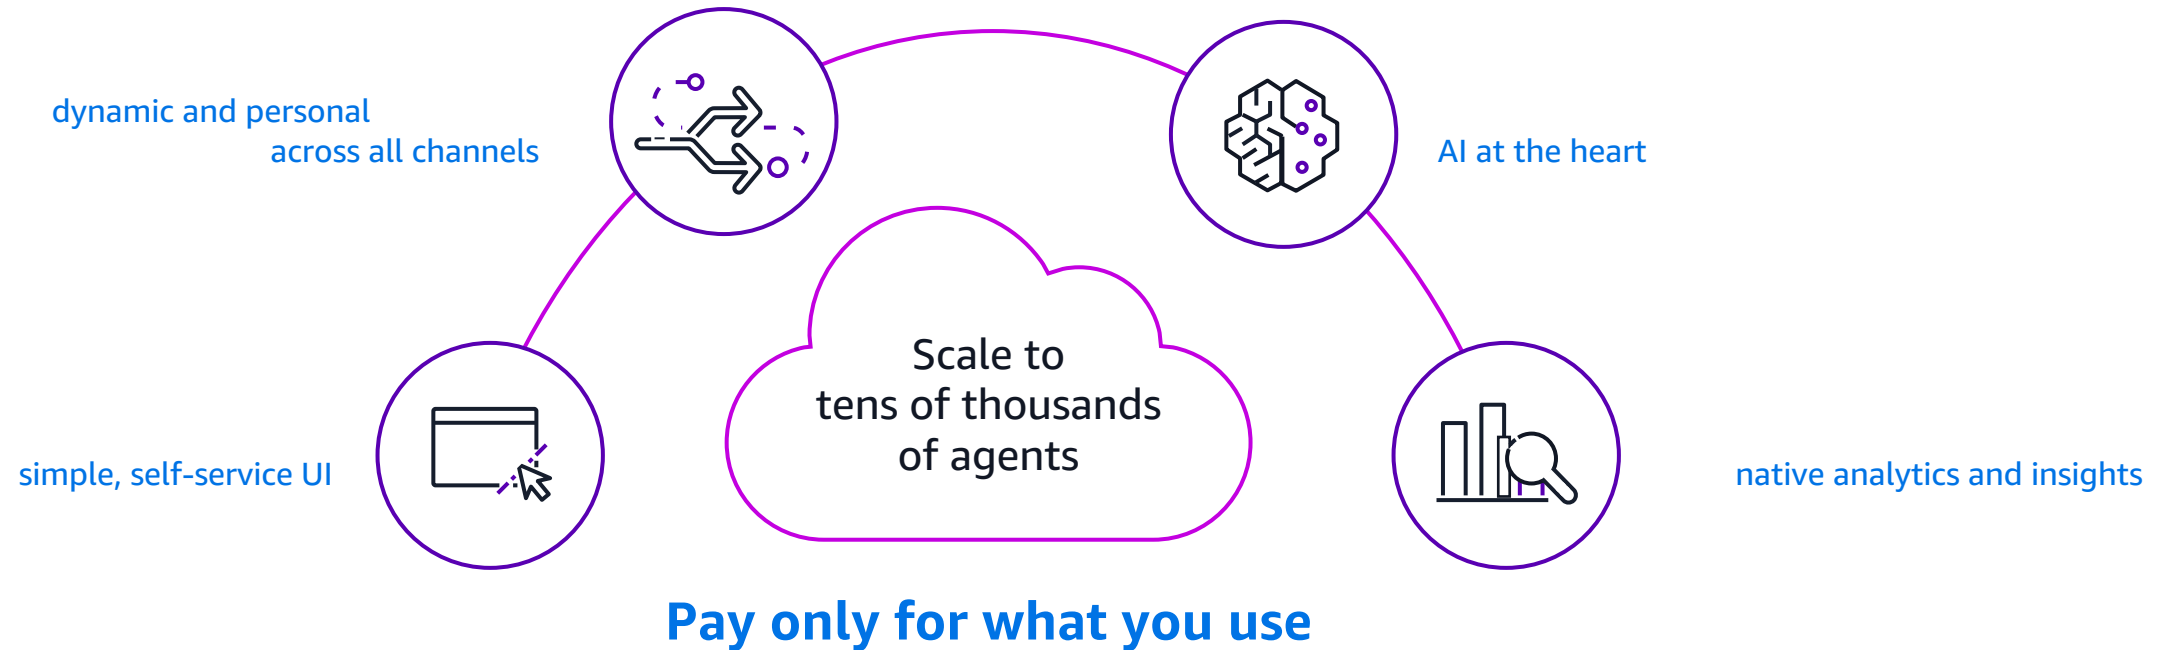 dynamic and personal
across all channels
AI at the heart
Scale to
tens of thousands
of agents
simple, self-service UI
native analytics and insights
Pay only for what you use